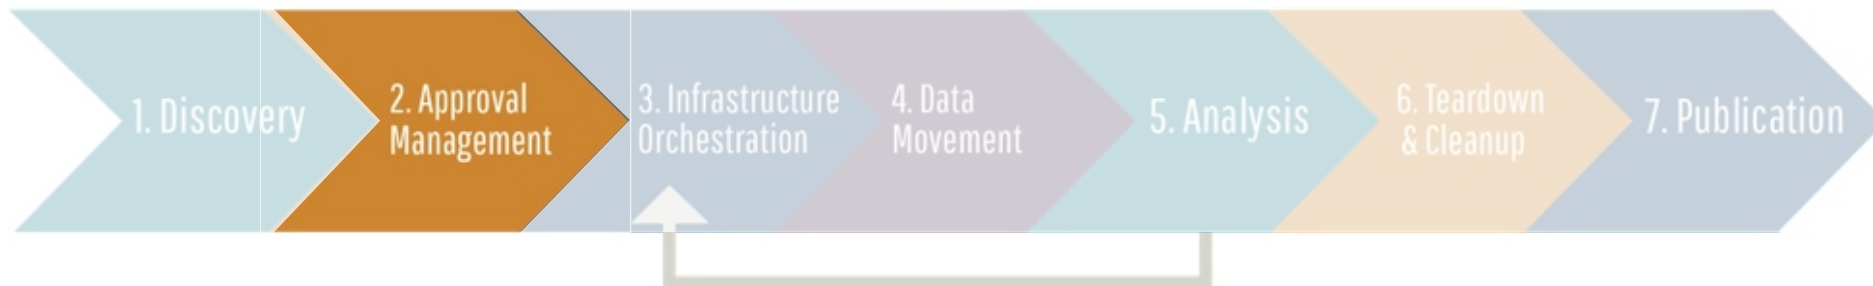 1. Discovery
2. Approval
Management
3. Infrastructure
Orchestration
4. Data
Movement
5. Analysis
6. Teardown
& Cleanup
7. Publication